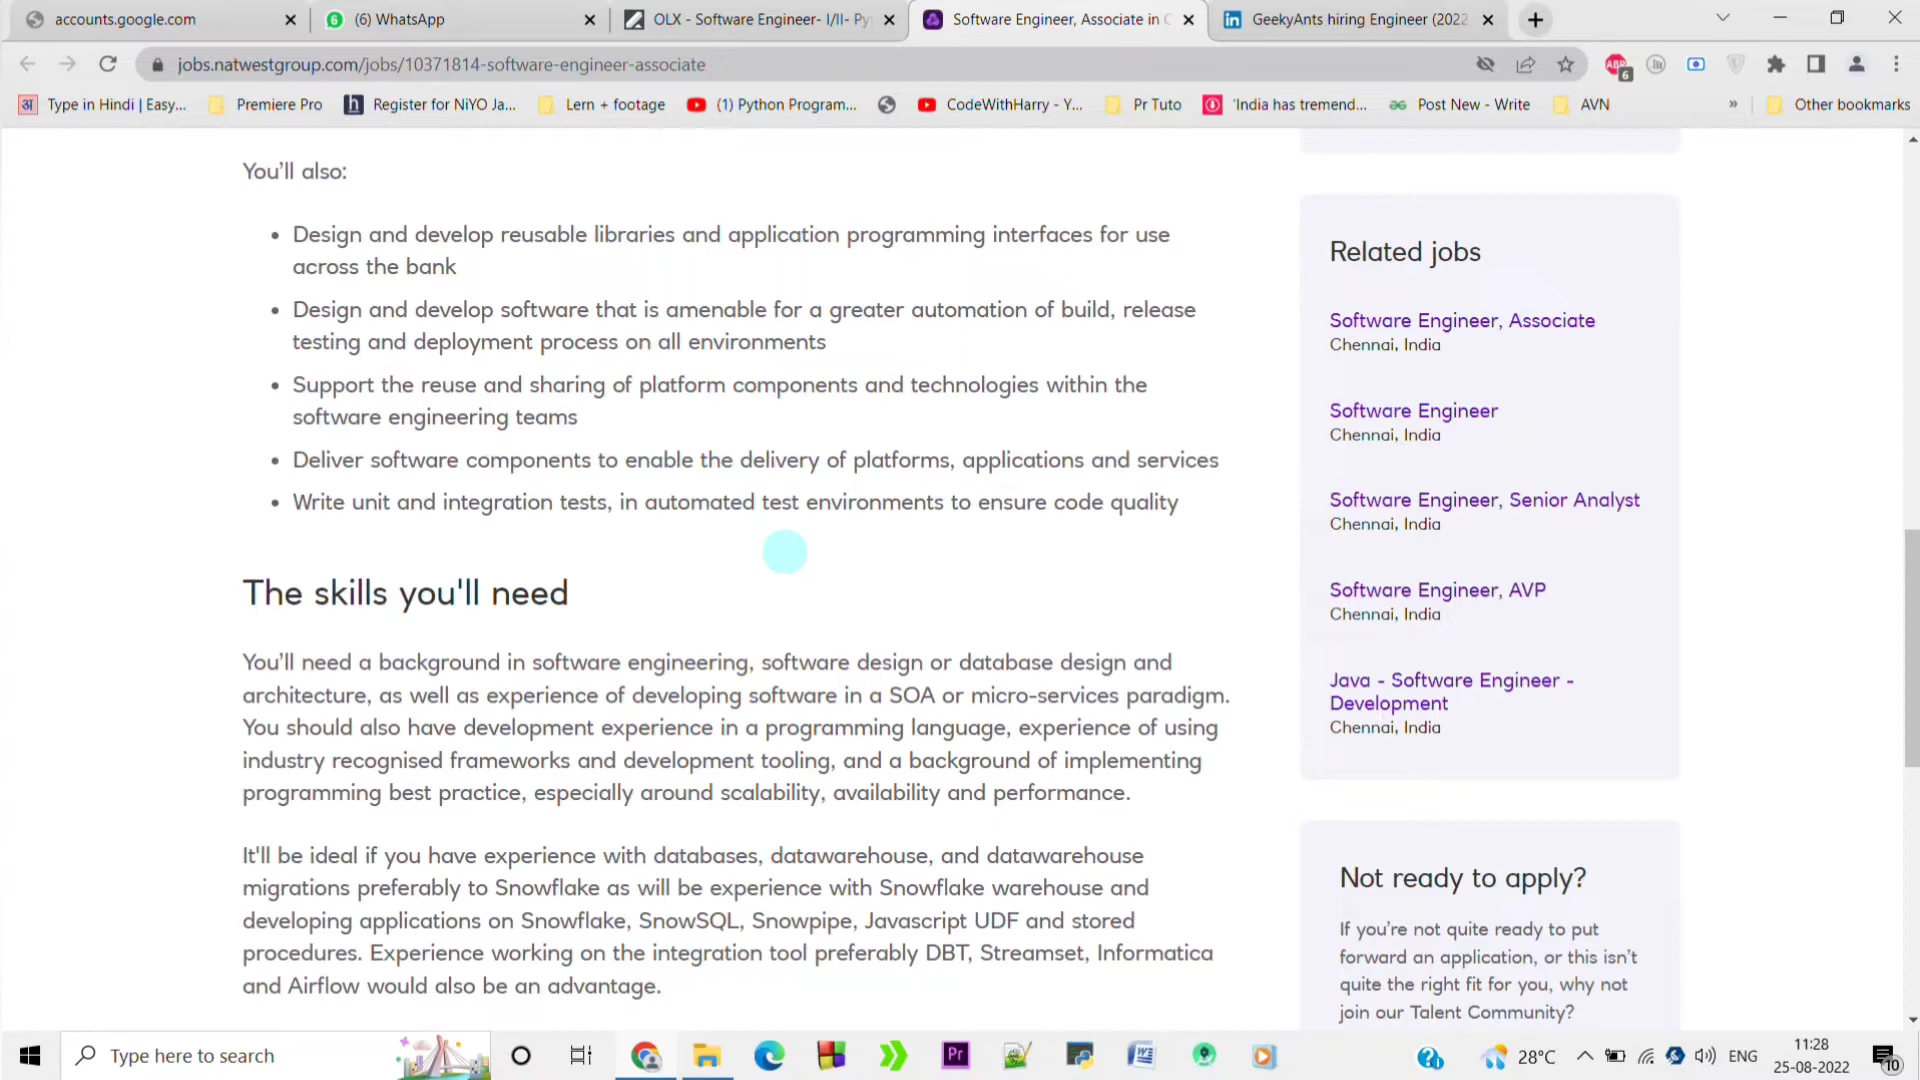 accounts.google.com
(6) WhatsApp
OLX - Software Engineer- I/II- Py
Software Engineer, Associate in C
GeekyAnts hiring Engineer (2022
jobs.natwestgroup.com/jobs/10371814-software-engineer-associate
Type in Hindi | Easy...
Premiere Pro
Register for NiYO Ja...
Lern + footage
(1) Python Program...
CodeWithHarry - Y...
Pr Tuto
'India has tremend...
Post New - Write
AVN
Other bookmarks
You'll also:
Design and develop reusable libraries and application programming interfaces for use
across the bank
Design and develop software that is amenable for a greater automation of build, release
testing and deployment process on all environments
Support the reuse and sharing of platform components and technologies within the
software engineering teams
Deliver software components to enable the delivery of platforms, applications and services
Write unit and integration tests, in automated test environments to ensure code quality
The skills you'll need
You'll need a background in software engineering, software design or database design and
architecture, as well as experience of developing software in a SOA or micro-services paradigm.
You should also have development experience in a programming language, experience of using
industry recognised frameworks and development tooling, and a background of implementing
programming best practice, especially around scalability, availability and performance.
It'll be ideal if you have experience with databases, datawarehouse, and datawarehouse
migrations preferably to Snowflake as will be experience with Snowflake warehouse and
developing applications on Snowflake, SnowSQL, Snowpipe, Javascript UDF and stored
procedures. Experience working on the integration tool preferably DBT, Streamset, Informatica
and Airflow would also be an advantage.
Related jobs
Software Engineer, Associate
Chennai, India
Software Engineer
Chennai, India
Software Engineer, Senior Analyst
Chennai, India
Software Engineer, AVP
Chennai, India
Java - Software Engineer -
Development
Chennai, India
Not ready to apply?
If you're not quite ready to put
forward an application, or this isn't
quite the right fit for you, why not
join our Talent Community?
Type here to search
28°C
ENG
11:28
25-08-2022
10